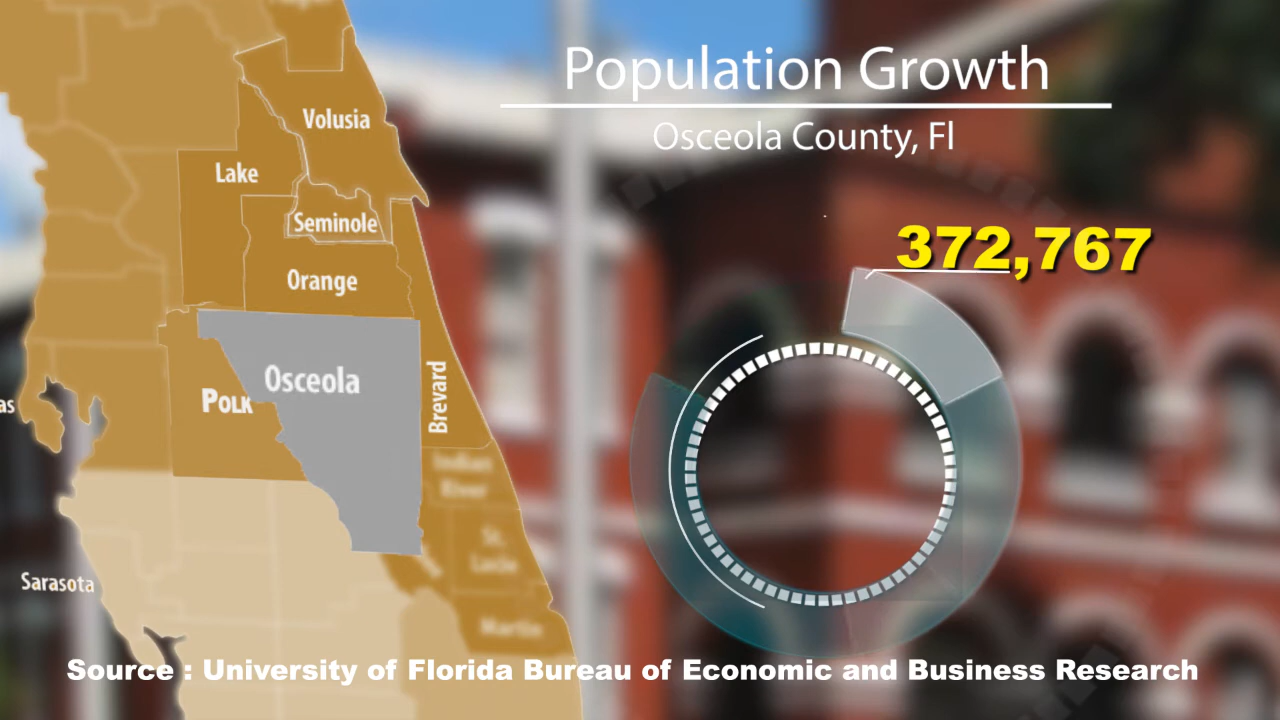 Population Growth
Osceola County, Fl
372,767
Volusia
Lake
Seminole
Orange
Osceola
POLK
Brevard
Indian
River
St.
Lucie
Martin
as
Sarasota
Source : University of Florida Bureau of Economic and Business Research